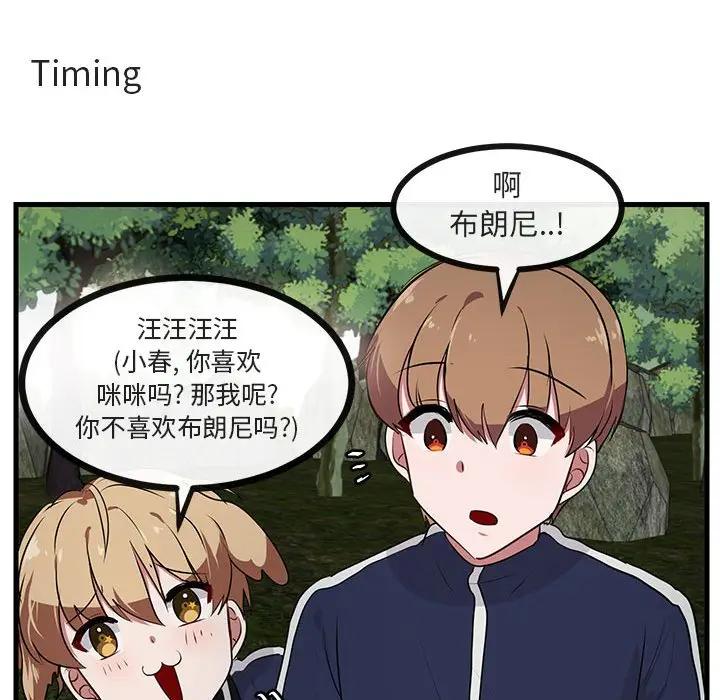 Timing
啊
布朗尼..!
汪汪汪汪
(小春, 你喜欢
咪咪吗? 那我呢?
你不喜欢布朗尼吗?)